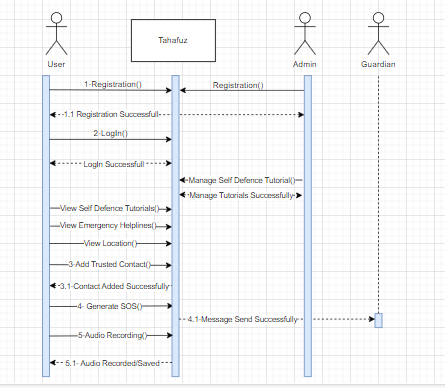 Tahafuz
User
Admin
Guardian
1-Registration()
Registration()
1.1 Registration Successfull
2-LogIn()
LogIn Successfull
Manage Self Defence Tutorial()
Manage Tutorials Successfully
View Self Defence Tutorials()
View Emergency Helplines()
View Location()
3-Add Trusted Contact()
3.1-Contact Added Successfully
4- Generate SOS()
4.1-Message Send Successfully
5-Audio Recording()
5.1- Audio Recorded/Saved